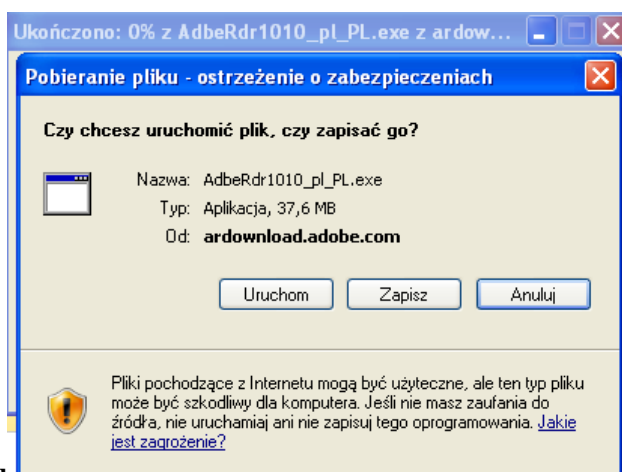 Ukończono: 0% z AdbeRdr1010_pl_PL.exe z ardow...
Pobieranie pliku - ostrzeżenie o zabezpieczeniach
Czy chcesz uruchomić plik, czy zapisać go?
Nazwa: AdbeRdr1010_pl_PL.exe
Typ: Aplikacja, 37,6 MB
Od: ardownload.adobe.com
Uruchom Zapisz Anuluj
Pliki pochodzące z Internetu mogą być użyteczne, ale ten typ pliku
może być szkodliwy dla komputera. Jeśli nie masz zaufania do
źródła, nie uruchamiaj ani nie zapisuj tego oprogramowania. Jakie
jest zagrożenie?